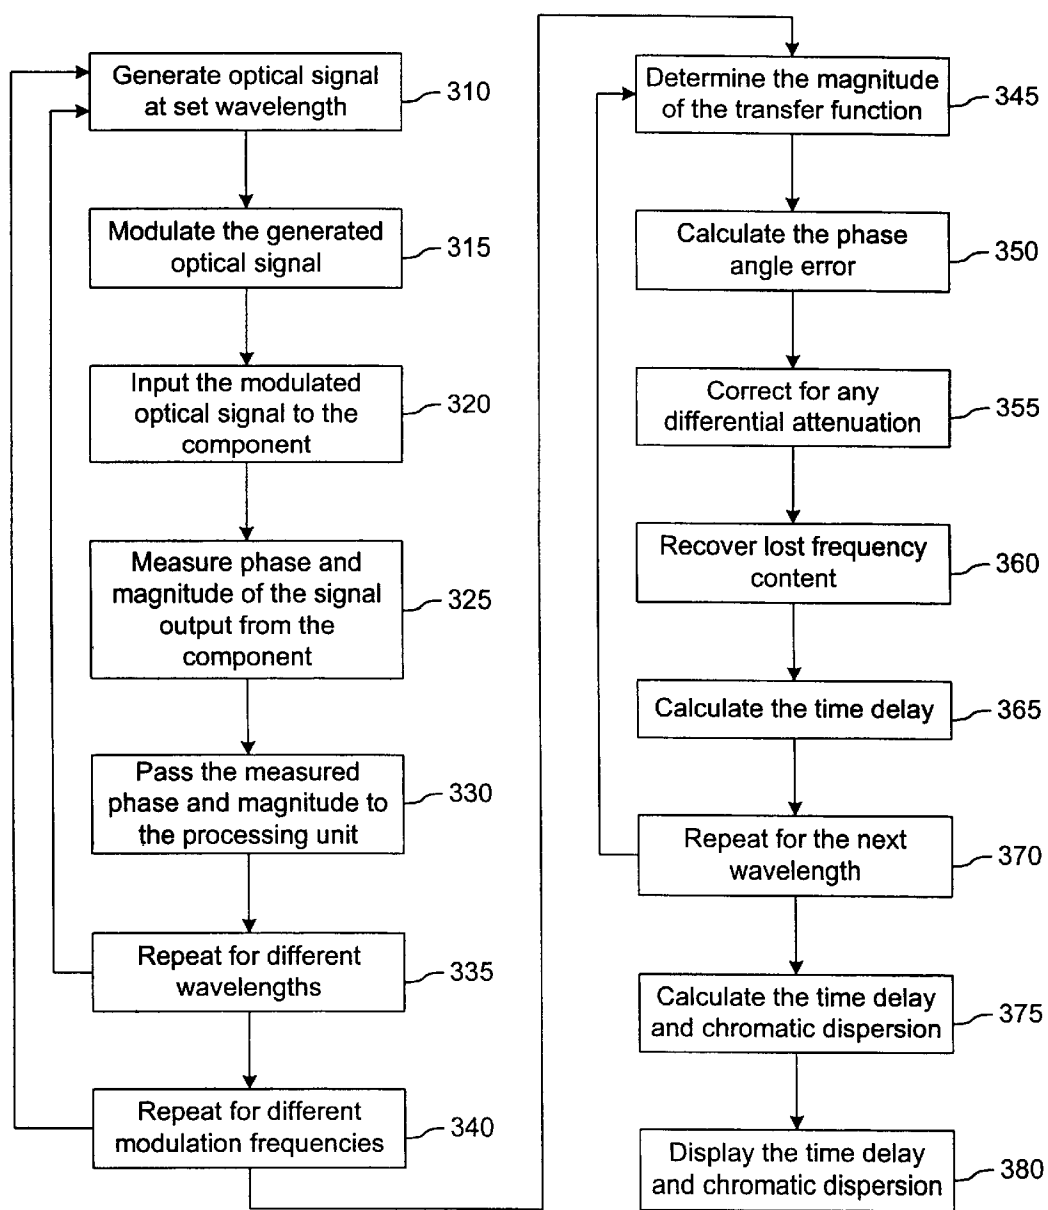 Generate optical signal
at set wavelength
310
Modulate the generated
optical signal
315
Input the modulated
optical signal to the
component
320
Measure phase and
magnitude of the signal
output from the
component
325
Pass the measured
phase and magnitude to
the processing unit
330
Repeat for different
wavelengths
335
Repeat for different
modulation frequencies
340
Determine the magnitude
of the transfer function
345
Calculate the phase
angle error
350
Correct for any
differential attenuation
355
Recover lost frequency
content
360
Calculate the time delay
365
Repeat for the next
wavelength
370
Calculate the time delay
and chromatic dispersion
375
Display the time delay
and chromatic dispersion
380